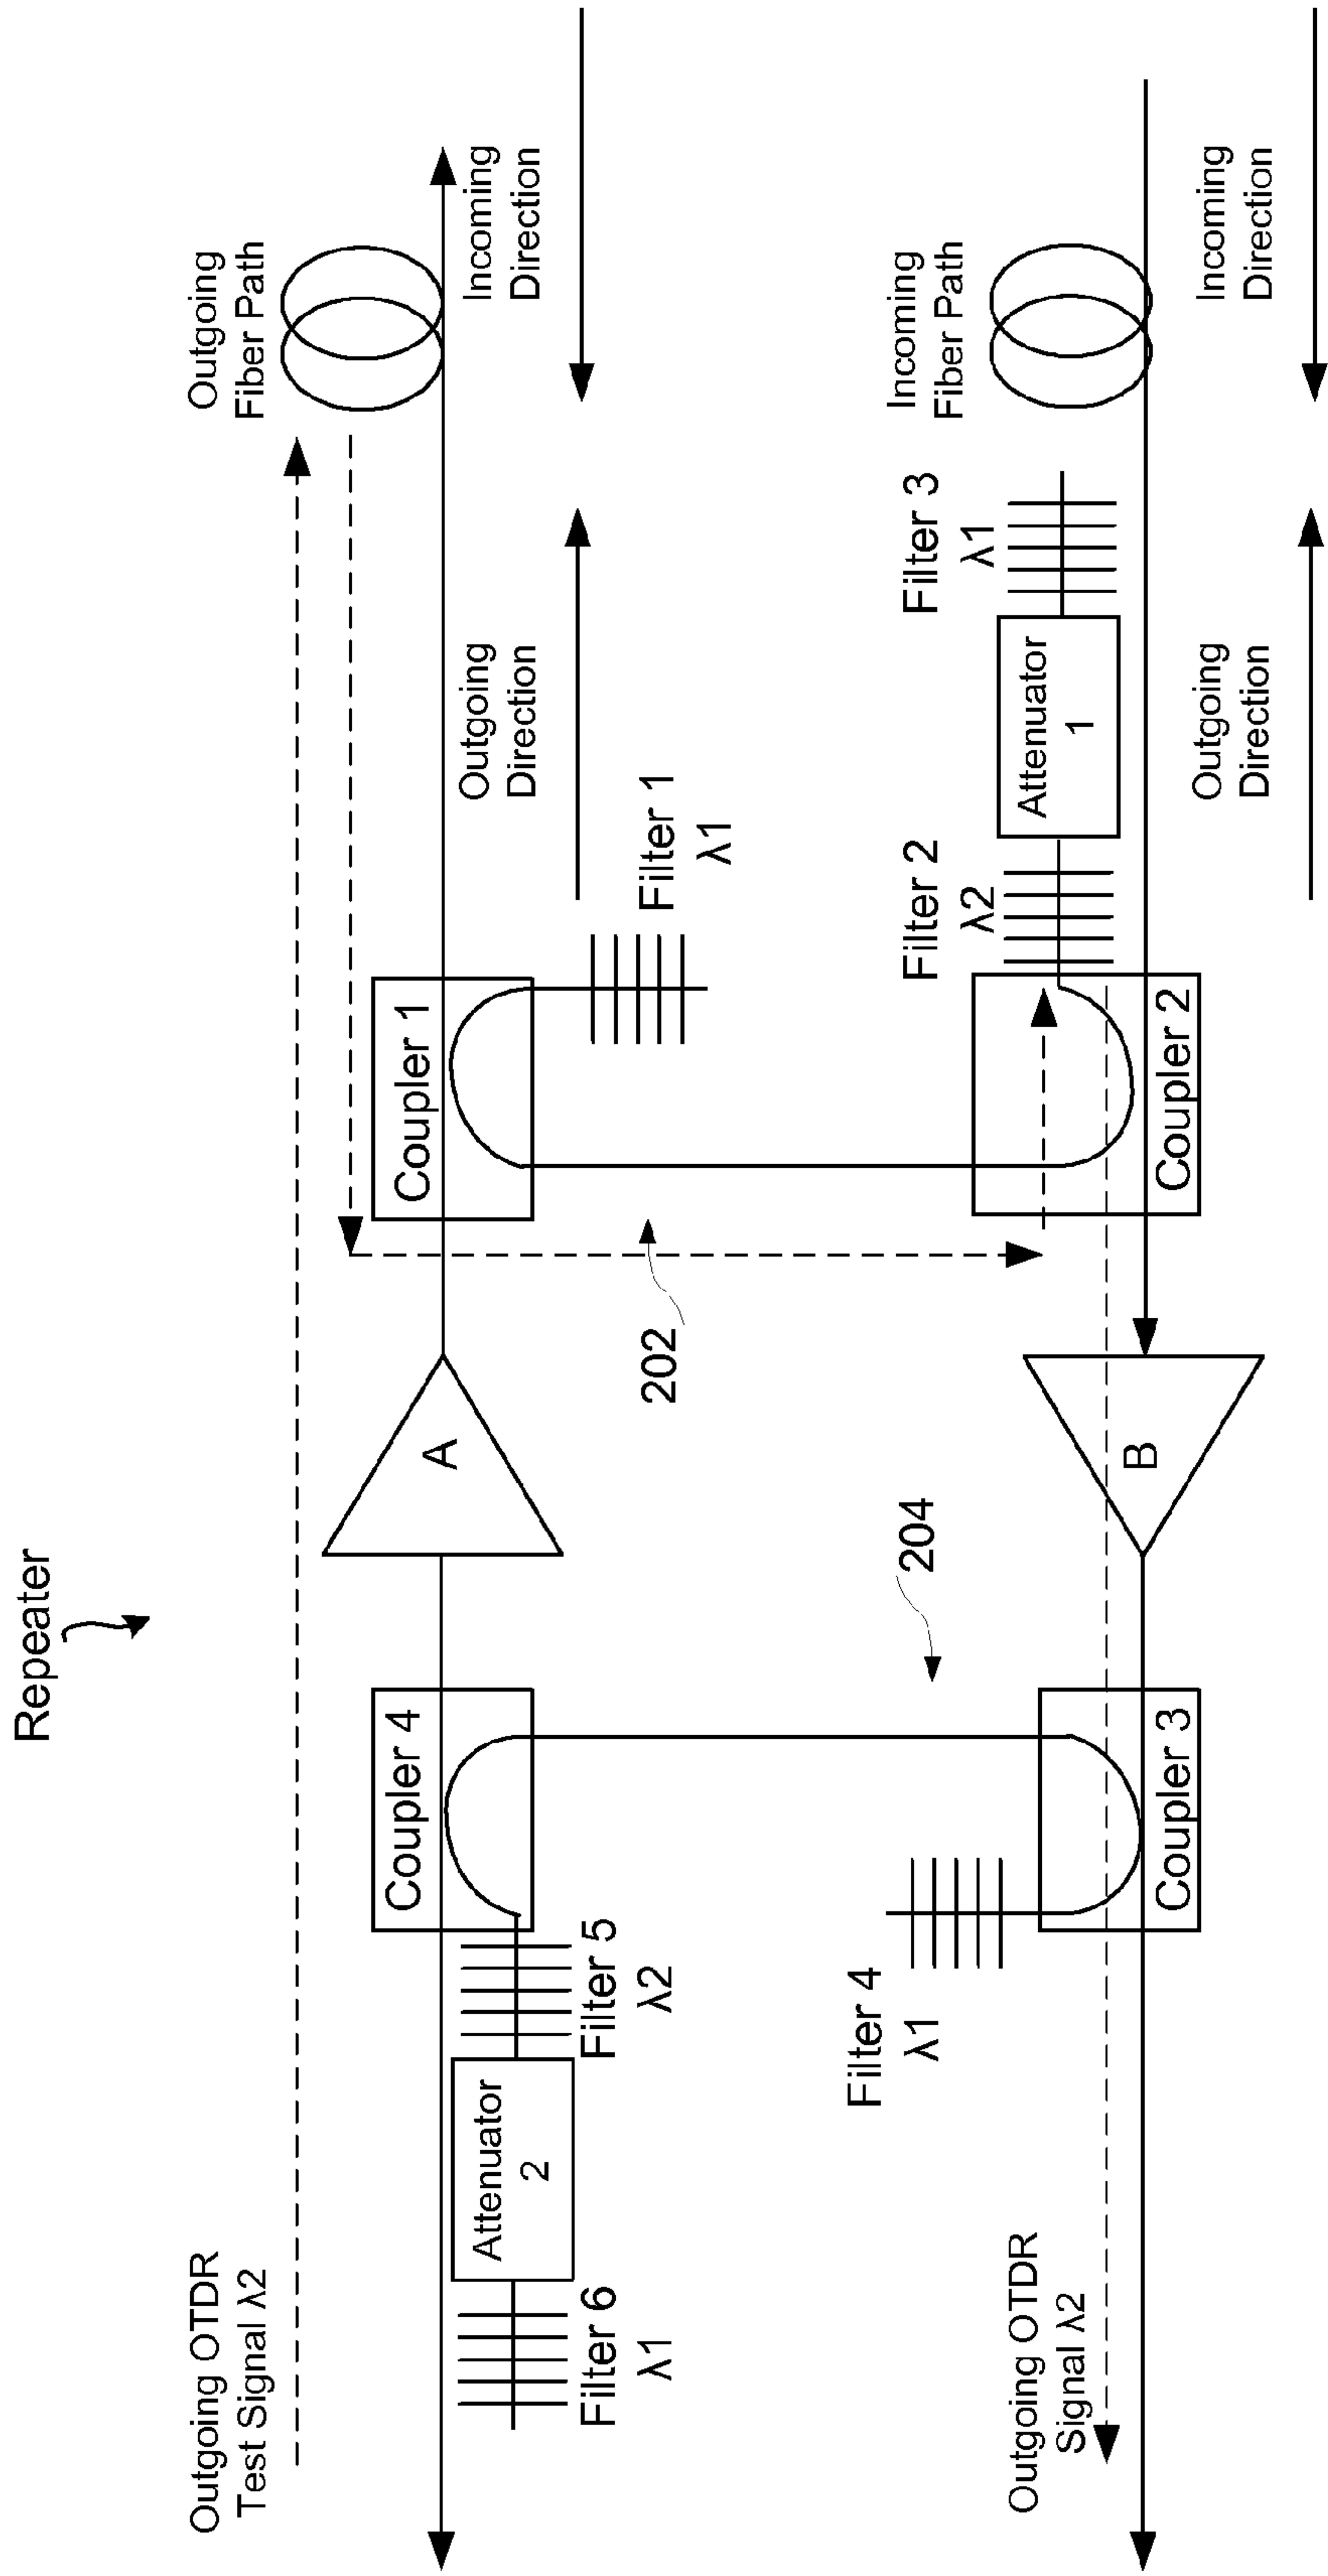 Repeater
Outgoing OTDR
Test Signal λ2
Outgoing
Fiber Path
Coupler 4
A
Coupler 1
Outgoing
Direction
Incoming
Direction
Filter 6
λ1
Attenuator
2
Filter 5
λ2
Filter 1
λ1
202
204
Filter 4
λ1
Filter 2
λ2
Attenuator
1
Filter 3
λ1
Incoming
Fiber Path
Outgoing OTDR
Signal λ2
Coupler 3
B
Coupler 2
Outgoing
Direction
Incoming
Direction